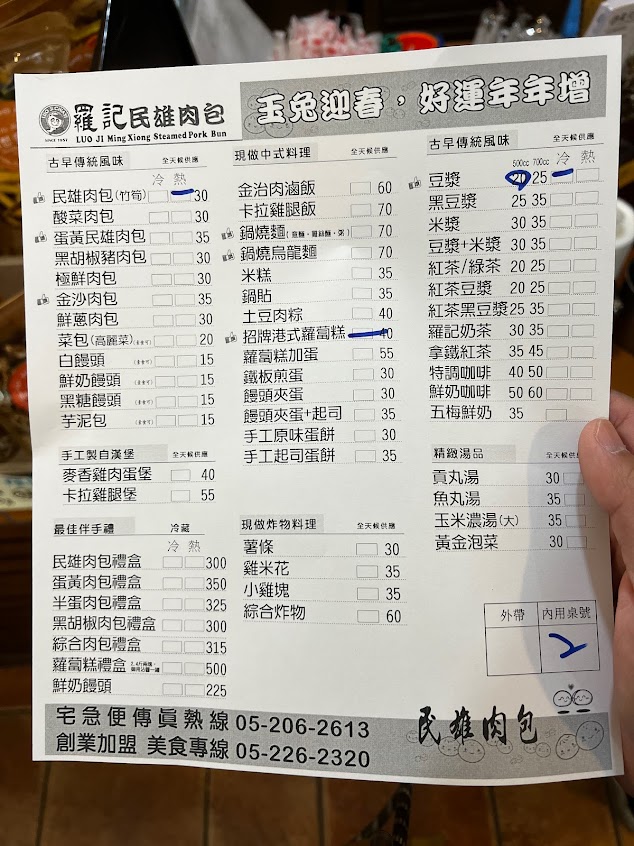 羅記民雄肉包
LUO JI Ming Xiong Steamed Pork Bun
SINCE 1951
玉兔迎春，好運年年增
古早傳統風味 全天候供應
冷 熱
民雄肉包(竹筍) 30
酸菜肉包 30
蛋黃民雄肉包 35
黑胡椒豬肉包 30
極鮮肉包 30
金沙肉包 35
鮮蔥肉包 30
菜包(高麗菜) (素食可) 20
白饅頭 (素食可) 15
鮮奶饅頭 (素食可) 15
黑糖饅頭 (素食可) 15
芋泥包 (素食可) 15
手工製自漢堡 全天候供應
麥香雞肉蛋堡 40
卡拉雞腿堡 55
最佳伴手禮 冷藏
冷 熱
民雄肉包禮盒 300
蛋黃肉包禮盒 350
半蛋肉包禮盒 325
黑胡椒肉包禮盒 300
綜合肉包禮盒 315
蘿蔔糕禮盒 500
鮮奶饅頭 225
現做中式料理 全天候供應
金治肉滷飯 60
卡拉雞腿飯 70
鍋燒麵 70
鍋燒烏龍麵 70
米糕 35
鍋貼 35
土豆肉粽 40
招牌港式蘿蔔糕 40
蘿蔔糕加蛋 55
鐵板煎蛋 30
饅頭夾蛋 30
饅頭夾蛋+起司 35
手工原味蛋餅 30
手工起司蛋餅 35
現做炸物料理 全天候供應
薯條 30
雞米花 35
小雞塊 35
綜合炸物 60
古早傳統風味 全天候供應
500cc 700cc 冷 熱
豆漿 20 25
黑豆漿 25 35
米漿 30 35
豆漿+米漿 30 35
紅茶/綠茶 20 25
紅茶豆漿 20 25
紅茶黑豆漿 25 35
羅記奶茶 30 35
拿鐵紅茶 35 45
特調咖啡 40 50
鮮奶咖啡 50 60
五梅鮮奶 35
精緻湯品 全天候供應
貢丸湯 30
魚丸湯 35
玉米濃湯(大) 35
黃金泡菜 30
外帶 內用桌號
2
宅急便傳真熱線 05-206-2613
創業加盟 美食專線 05-226-2320
民雄肉包